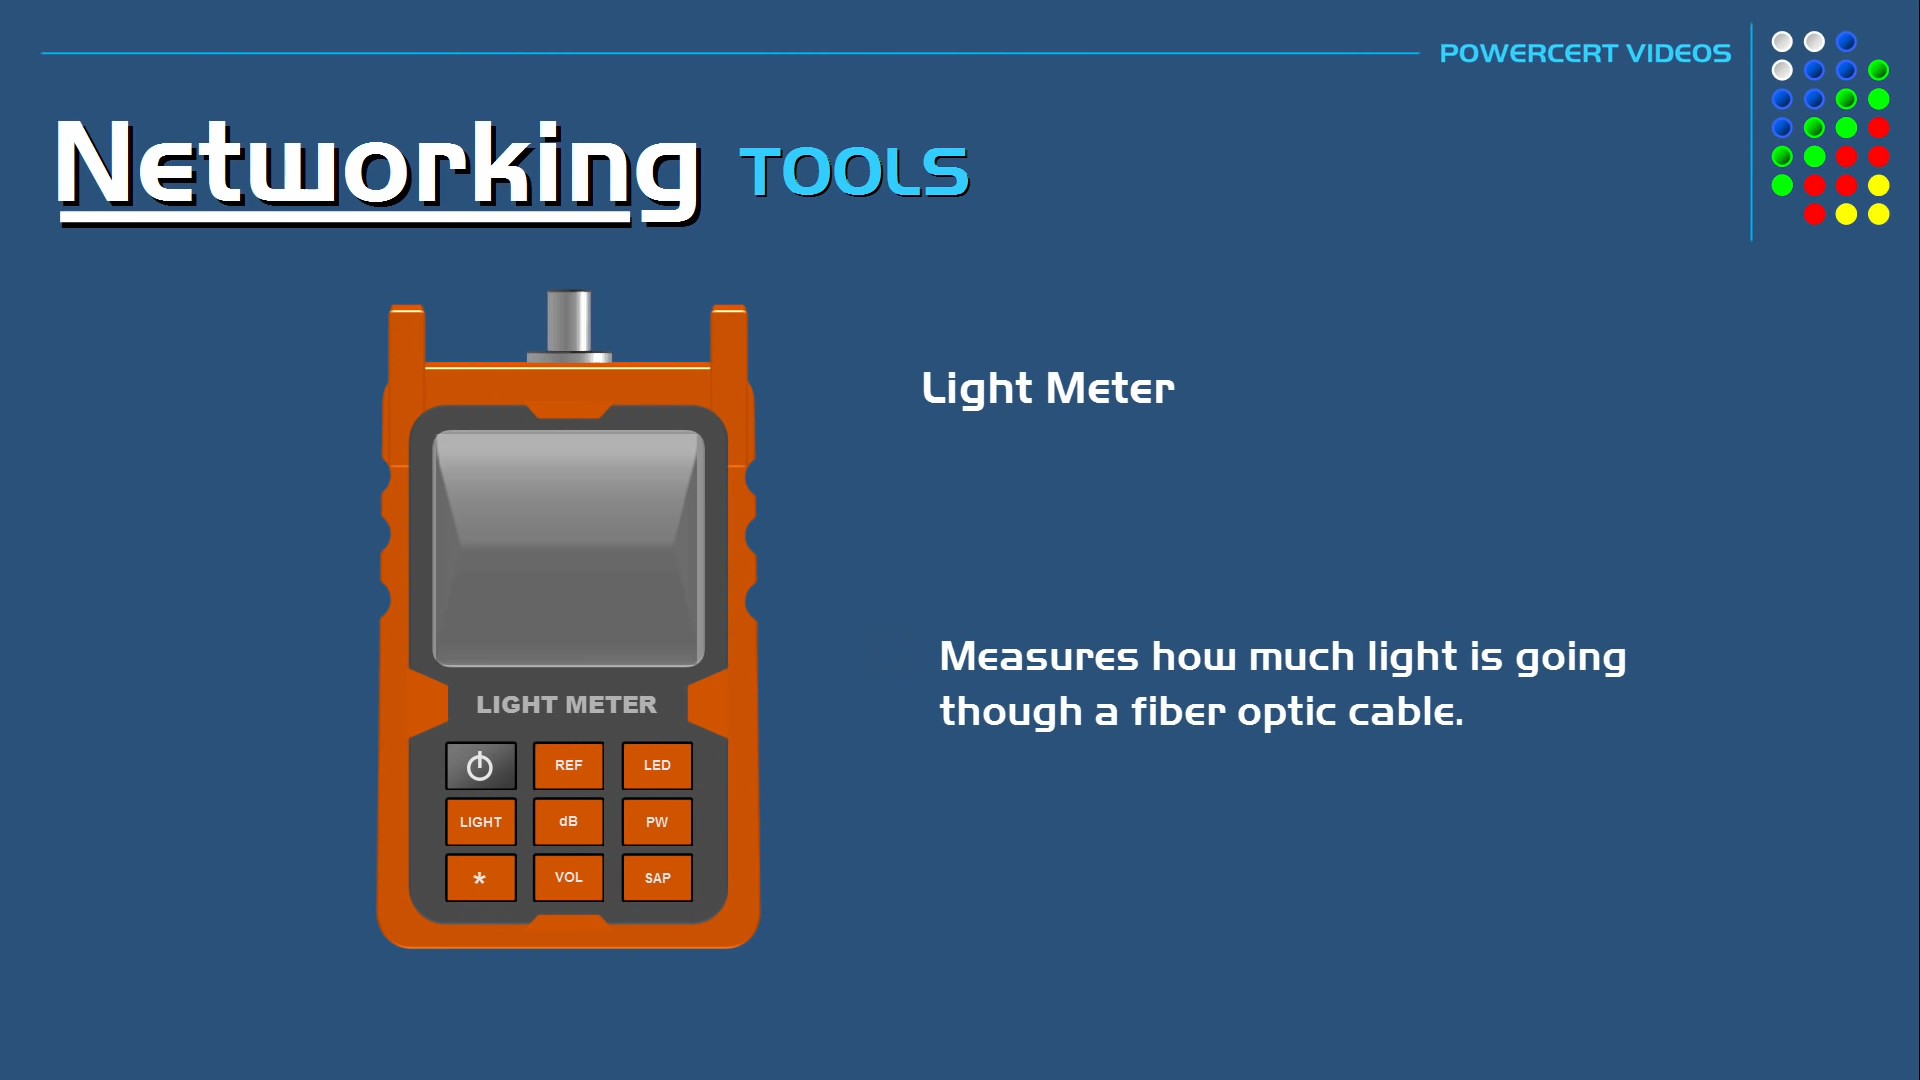 POWERCERT VIDEOS
Networking TOOLS
Light Meter
Measures how much light is going
though a fiber optic cable.
LIGHT METER
REF LED
LIGHT dB PW
* VOL SAP